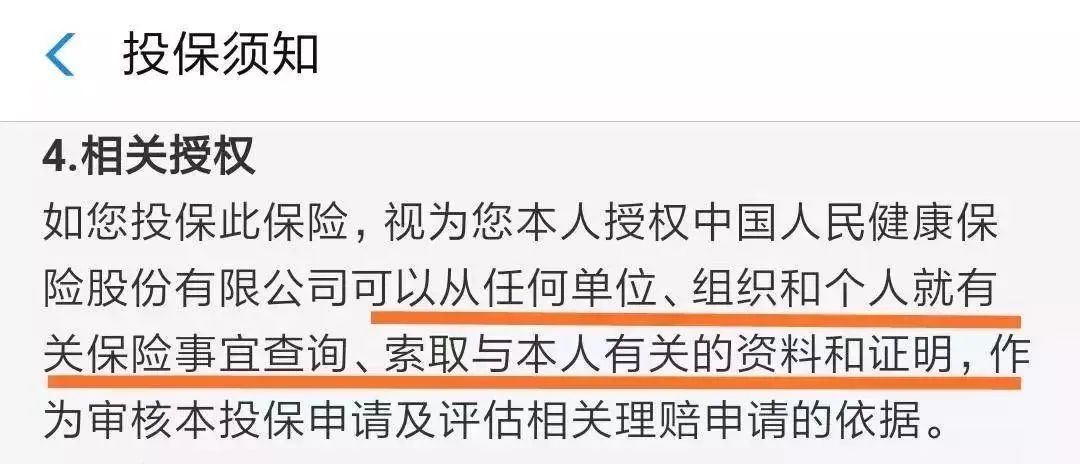 投保须知
4.相关授权
如您投保此保险，视为您本人授权中国人民健康保
险股份有限公司可以从任何单位、组织和个人就有
关保险事宜查询、索取与本人有关的资料和证明，作
为审核本投保申请及评估相关理赔申请的依据。